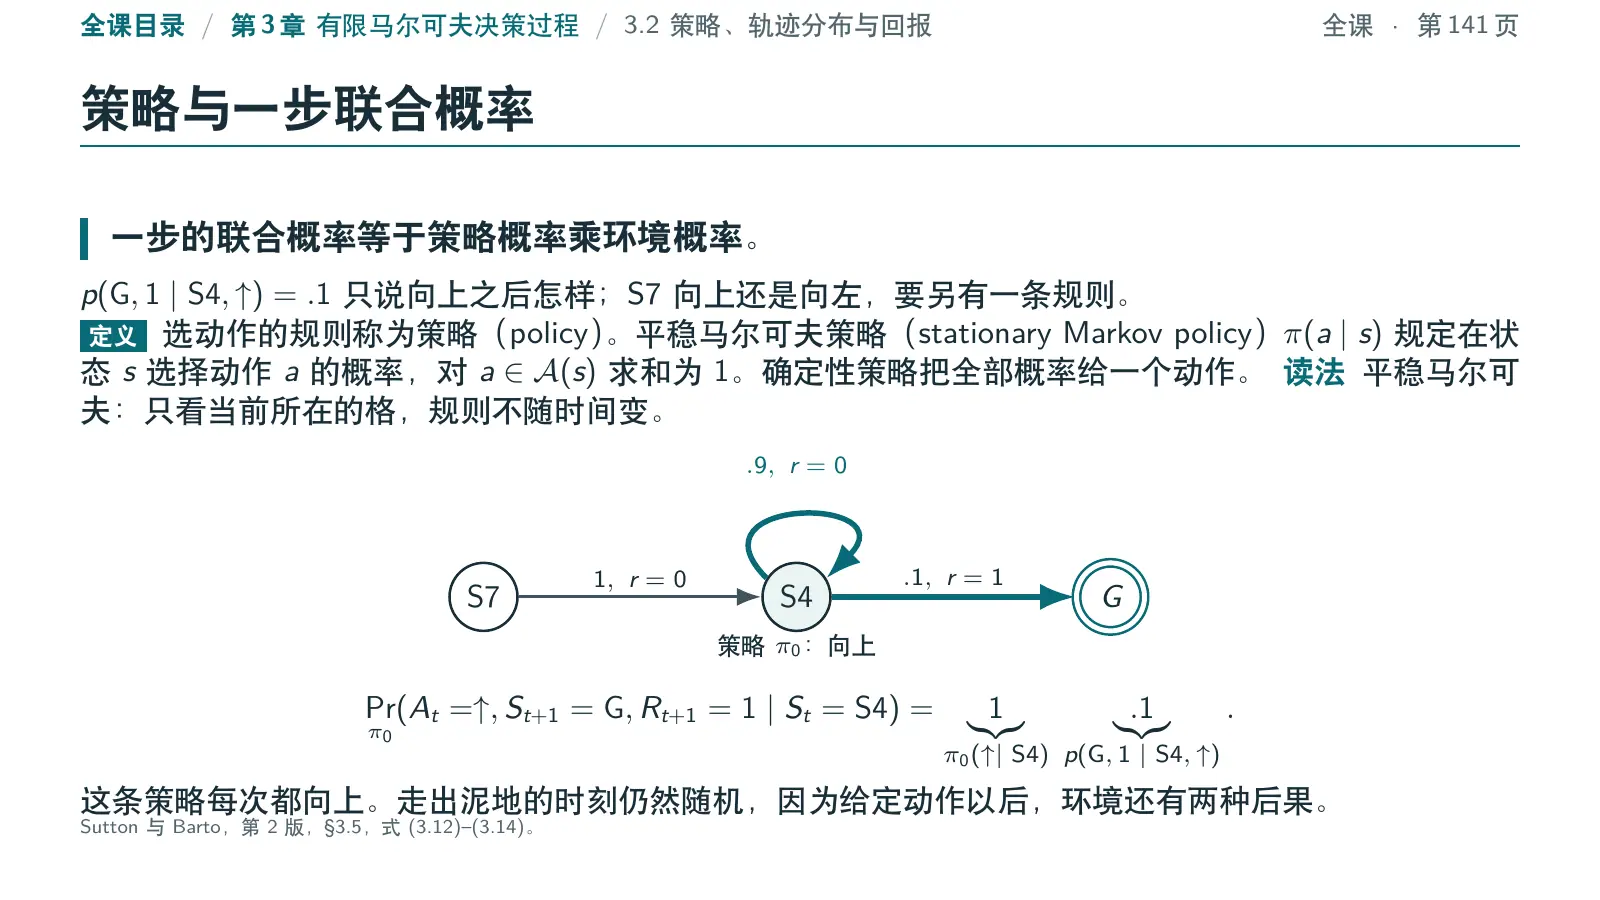 全课目录 / 第 3 章 有限马尔可夫决策过程 / 3.2 策略、轨迹分布与回报
全课 · 第 141 页
策略与一步联合概率
一步的联合概率等于策略概率乘环境概率。
p(G, 1 | S4, ↑) = .1 只说向上之后怎样；S7 向上还是向左，要另有一条规则。
定义 选动作的规则称为策略（policy）。平稳马尔可夫策略（stationary Markov policy）π(a | s) 规定在状
态 s 选择动作 a 的概率，对 a ∈ 𝒜(s) 求和为 1。确定性策略把全部概率给一个动作。 读法 平稳马尔可
夫：只看当前所在的格，规则不随时间变。
.9, r = 0
S7
1, r = 0
S4
.1, r = 1
G
策略 π₀：向上
Pr(Aₜ =↑, Sₜ₊₁ = G, Rₜ₊₁ = 1 | Sₜ = S4) = 1 .1 .
π₀
π₀(↑| S4) p(G, 1 | S4, ↑)
这条策略每次都向上。走出泥地的时刻仍然随机，因为给定动作以后，环境还有两种后果。
Sutton 与 Barto，第 2 版，§3.5，式 (3.12)–(3.14)。